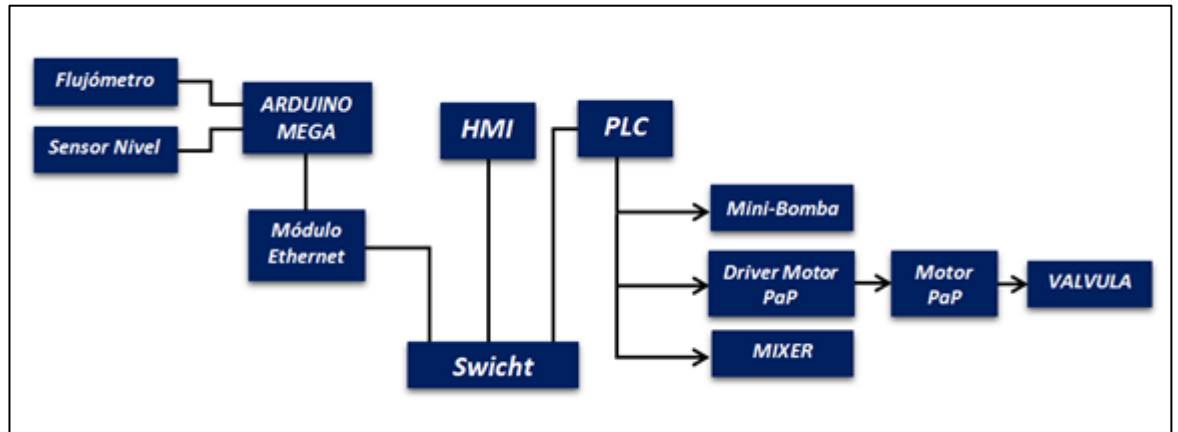 Flujómetro
Sensor Nivel
ARDUINO
MEGA
Módulo
Ethernet
HMI
PLC
Swicht
Mini-Bomba
Driver Motor
PaP
Motor
PaP
VALVULA
MIXER